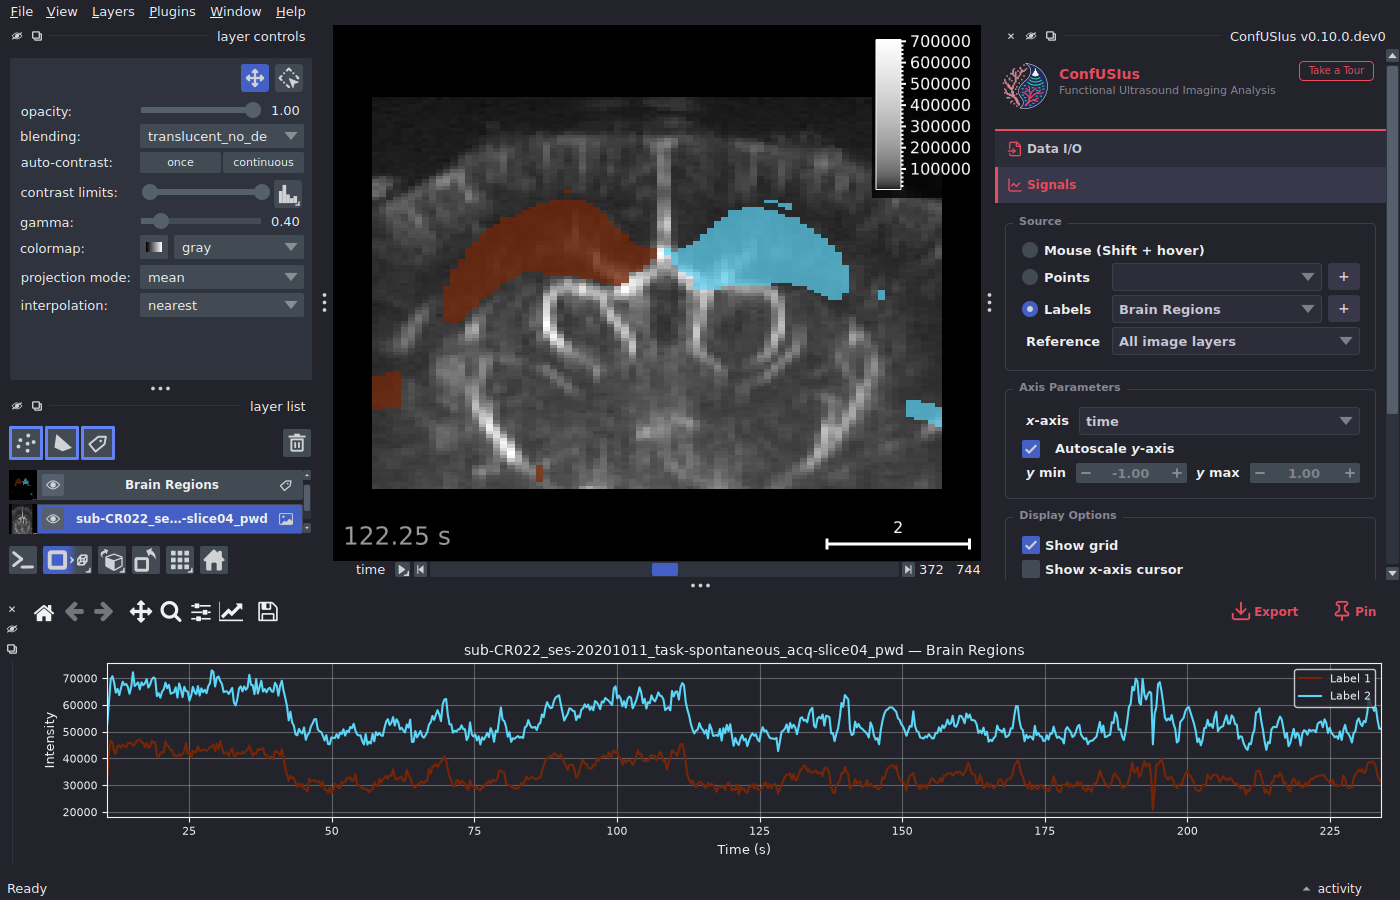 File View Layers Plugins Window Help
layer controls
opacity: 1.00
blending: translucent_no_de
auto-contrast: once continuous
contrast limits:
gamma: 0.40
colormap: gray
projection mode: mean
interpolation: nearest
layer list
Brain Regions
sub-CR022_se...-slice04_pwd
700000
600000
500000
400000
300000
200000
100000
122.25 s
2
time 372 744
ConfUSIus v0.10.0.dev0
ConfUSIus
Functional Ultrasound Imaging Analysis
Take a Tour
Data I/O
Signals
Source
Mouse (Shift + hover)
Points +
Labels Brain Regions +
Reference All image layers
Axis Parameters
x-axis time
Autoscale y-axis
y min − -1.00 + y max − 1.00 +
Display Options
Show grid
Show x-axis cursor
Export Pin
sub-CR022_ses-20201011_task-spontaneous_acq-slice04_pwd — Brain Regions
Label 1
Label 2
70000
60000
50000
40000
30000
20000
Intensity
25 50 75 100 125 150 175 200 225
Time (s)
Ready
activity